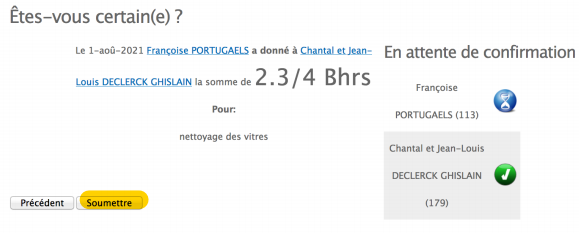 Êtes-vous certain(e) ?
Le 1-aoû-2021 Françoise PORTUGAELS a donné à Chantal et Jean-
Louis DECLERCK GHISLAIN la somme de 2.3/4 Bhrs
Pour:
nettoyage des vitres
Précédent
Soumettre
En attente de confirmation
Françoise
PORTUGAELS (113)
Chantal et Jean-Louis
DECLERCK GHISLAIN
(179)